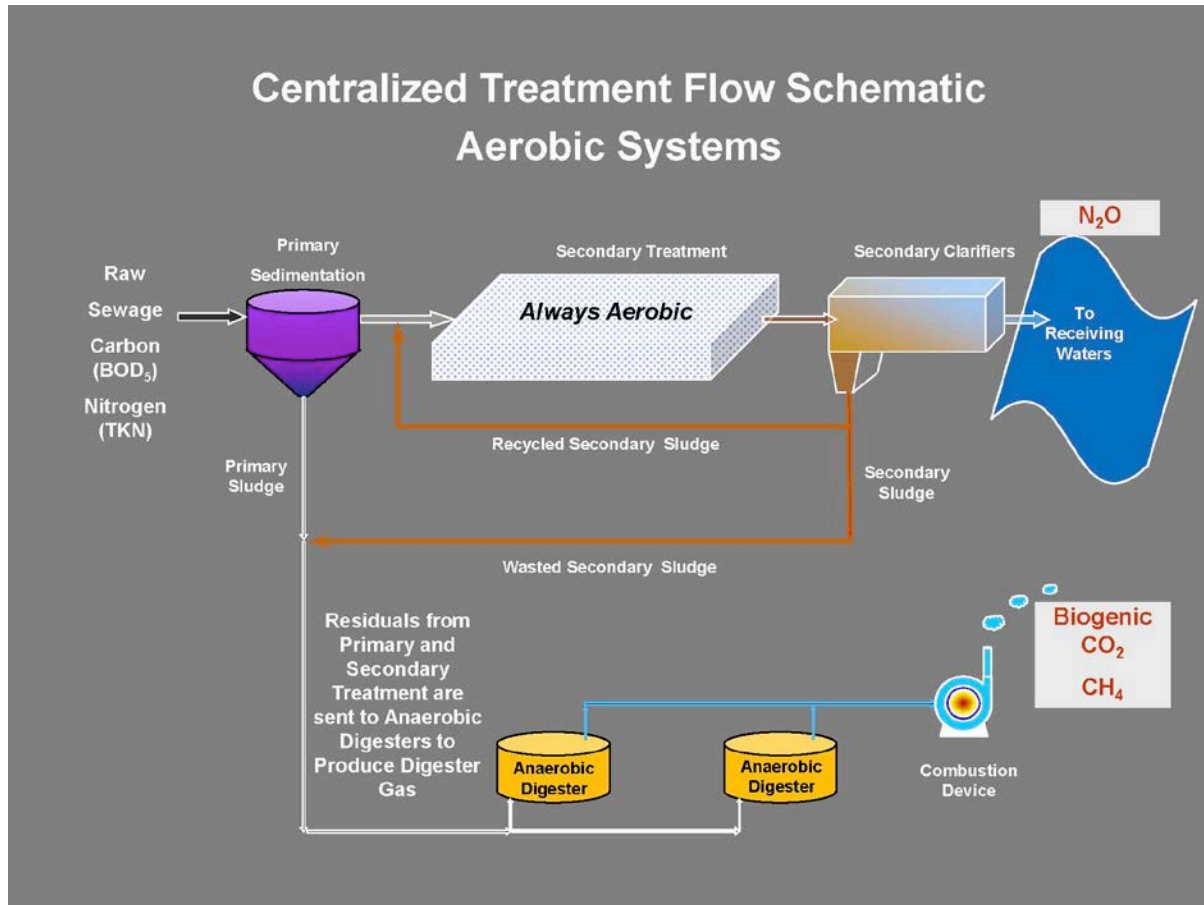 Centralized Treatment Flow Schematic
Aerobic Systems
N₂O
Primary
Sedimentation
Secondary Treatment
Secondary Clarifiers
Raw
Sewage
Carbon
(BOD₅)
Nitrogen
(TKN)
Always Aerobic
To
Receiving
Waters
Recycled Secondary Sludge
Primary
Sludge
Secondary
Sludge
Wasted Secondary Sludge
Residuals from
Primary and
Secondary
Treatment are
sent to Anaerobic
Digesters to
Produce Digester
Gas
Biogenic
CO₂
CH₄
Anaerobic
Digester
Anaerobic
Digester
Combustion
Device